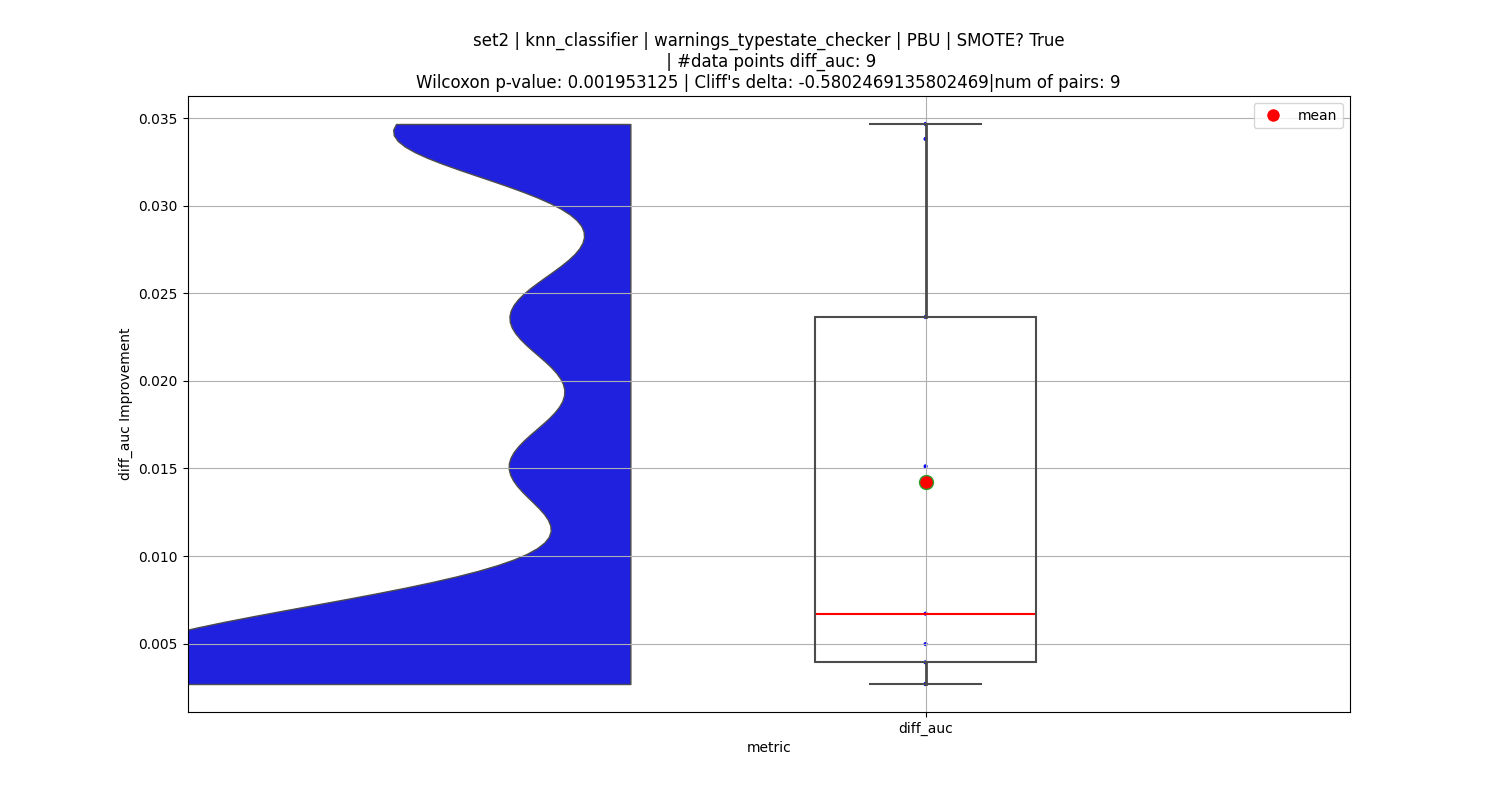 set2 | knn_classifier | warnings_typestate_checker | PBU | SMOTE? True
| #data points diff_auc: 9
Wilcoxon p-value: 0.001953125 | Cliff's delta: -0.5802469135802469|num of pairs: 9
mean
0.035
0.030
0.025
0.020
0.015
0.010
0.005
diff_auc Improvement
diff_auc
metric